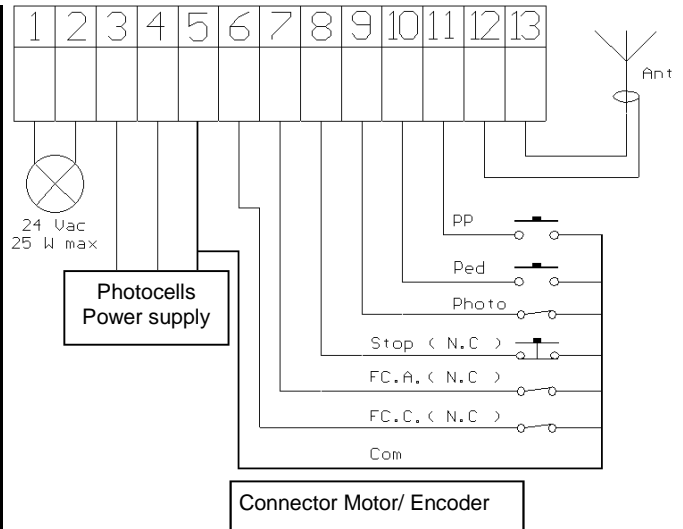 1 2 3 4 5 6 7 8 9 10 11 12 13
Ant
24 Vac
25 W max
PP
Ped
Photocells
Power supply
Photo
Stop ( N.C )
FC.A. ( N.C )
FC.C. ( N.C )
Com
Connector Motor/ Encoder